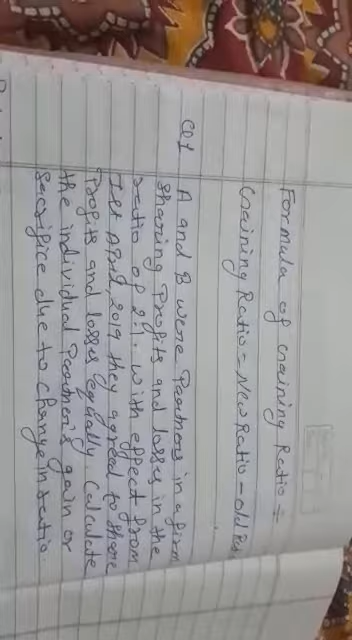 Formula of Gaining Ratio :-
Gaining Ratio = New Ratio - Old Ratio
Q1 A and B were Partners in a firm
sharing Profits and losses in the
ratio of 2:1. with effect from
1st April, 2019 they agreed to share
Profits and losses equally. Calculate
the individual Partner's gain or
sacrifice due to change in ratio.